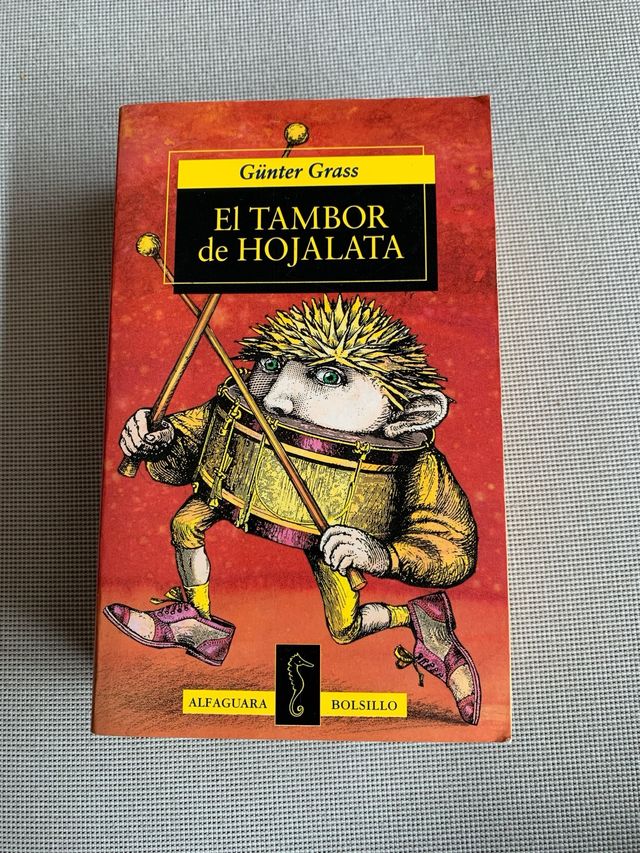 Günter Grass
El TAMBOR
de HOJALATA
ALFAGUARA BOLSILLO